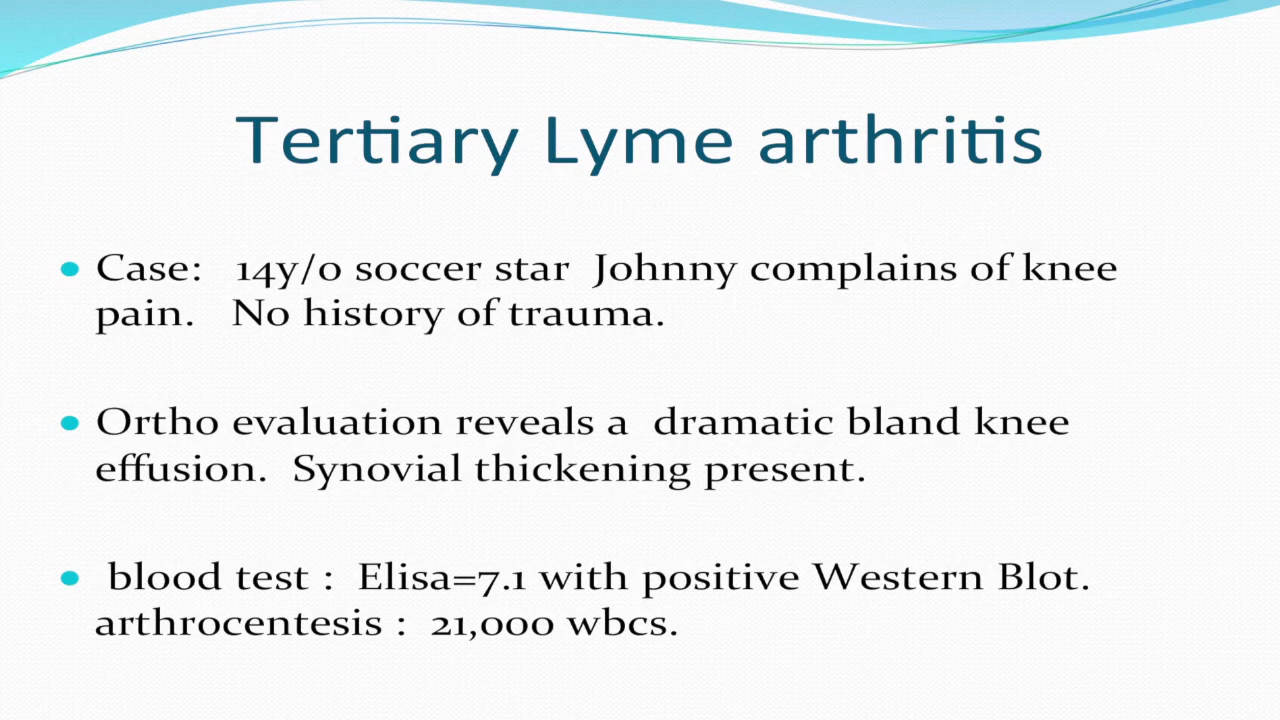 Tertiary Lyme arthritis
• Case: 14y/o soccer star Johnny complains of knee
pain. No history of trauma.
• Ortho evaluation reveals a dramatic bland knee
effusion. Synovial thickening present.
• blood test : Elisa=7.1 with positive Western Blot.
arthrocentesis : 21,000 wbcs.